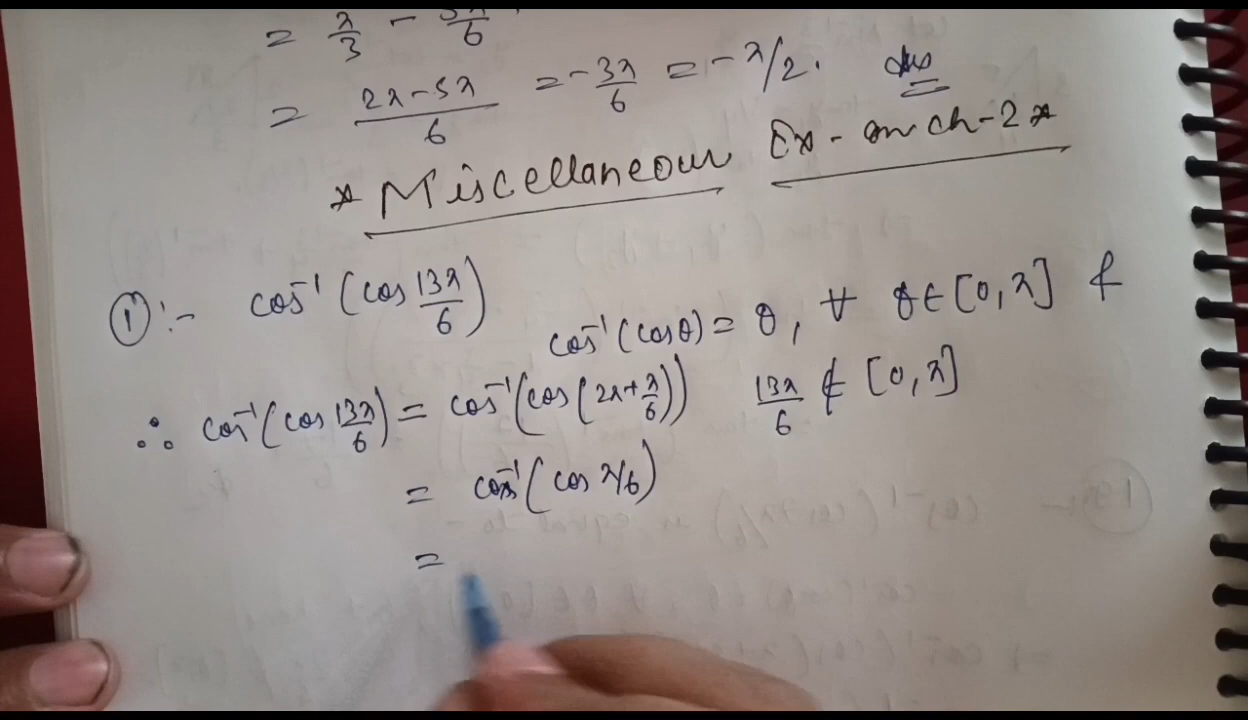 = π/3 - 5π/6
= (2π-5π)/6 = -3π/6 = -π/2. Ans
* Miscellaneous Ex - on ch-2 *
①:- cos⁻¹(cos 13π/6)
cos⁻¹(cosθ) = θ, ∀ θ∈[0,π] &
∴ cos⁻¹(cos 13π/6) = cos⁻¹(cos(2π+π/6)) 13π/6 ∉ [0,π]
= cos⁻¹(cos π/6)
=